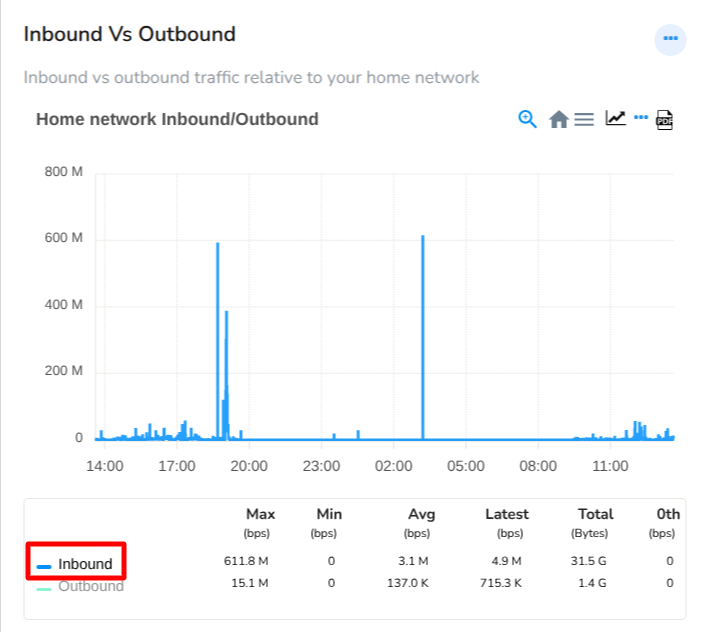 Inbound Vs Outbound
Inbound vs outbound traffic relative to your home network
Home network Inbound/Outbound
PDF
800 M
600 M
400 M
200 M
0
14:00 17:00 20:00 23:00 02:00 05:00 08:00 11:00
Max Min Avg Latest Total 0th
(bps) (bps) (bps) (bps) (Bytes) (bps)
Inbound 611.8 M 0 3.1 M 4.9 M 31.5 G 0
Outbound 15.1 M 0 137.0 K 715.3 K 1.4 G 0